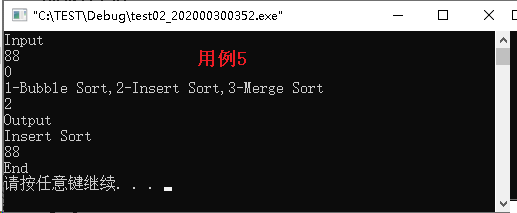 "C:\TEST\Debug\test02_202000300352.exe"
Input
88
用例5
0
1-Bubble Sort,2-Insert Sort,3-Merge Sort
2
Output
Insert Sort
88
End
请按任意键继续. . .